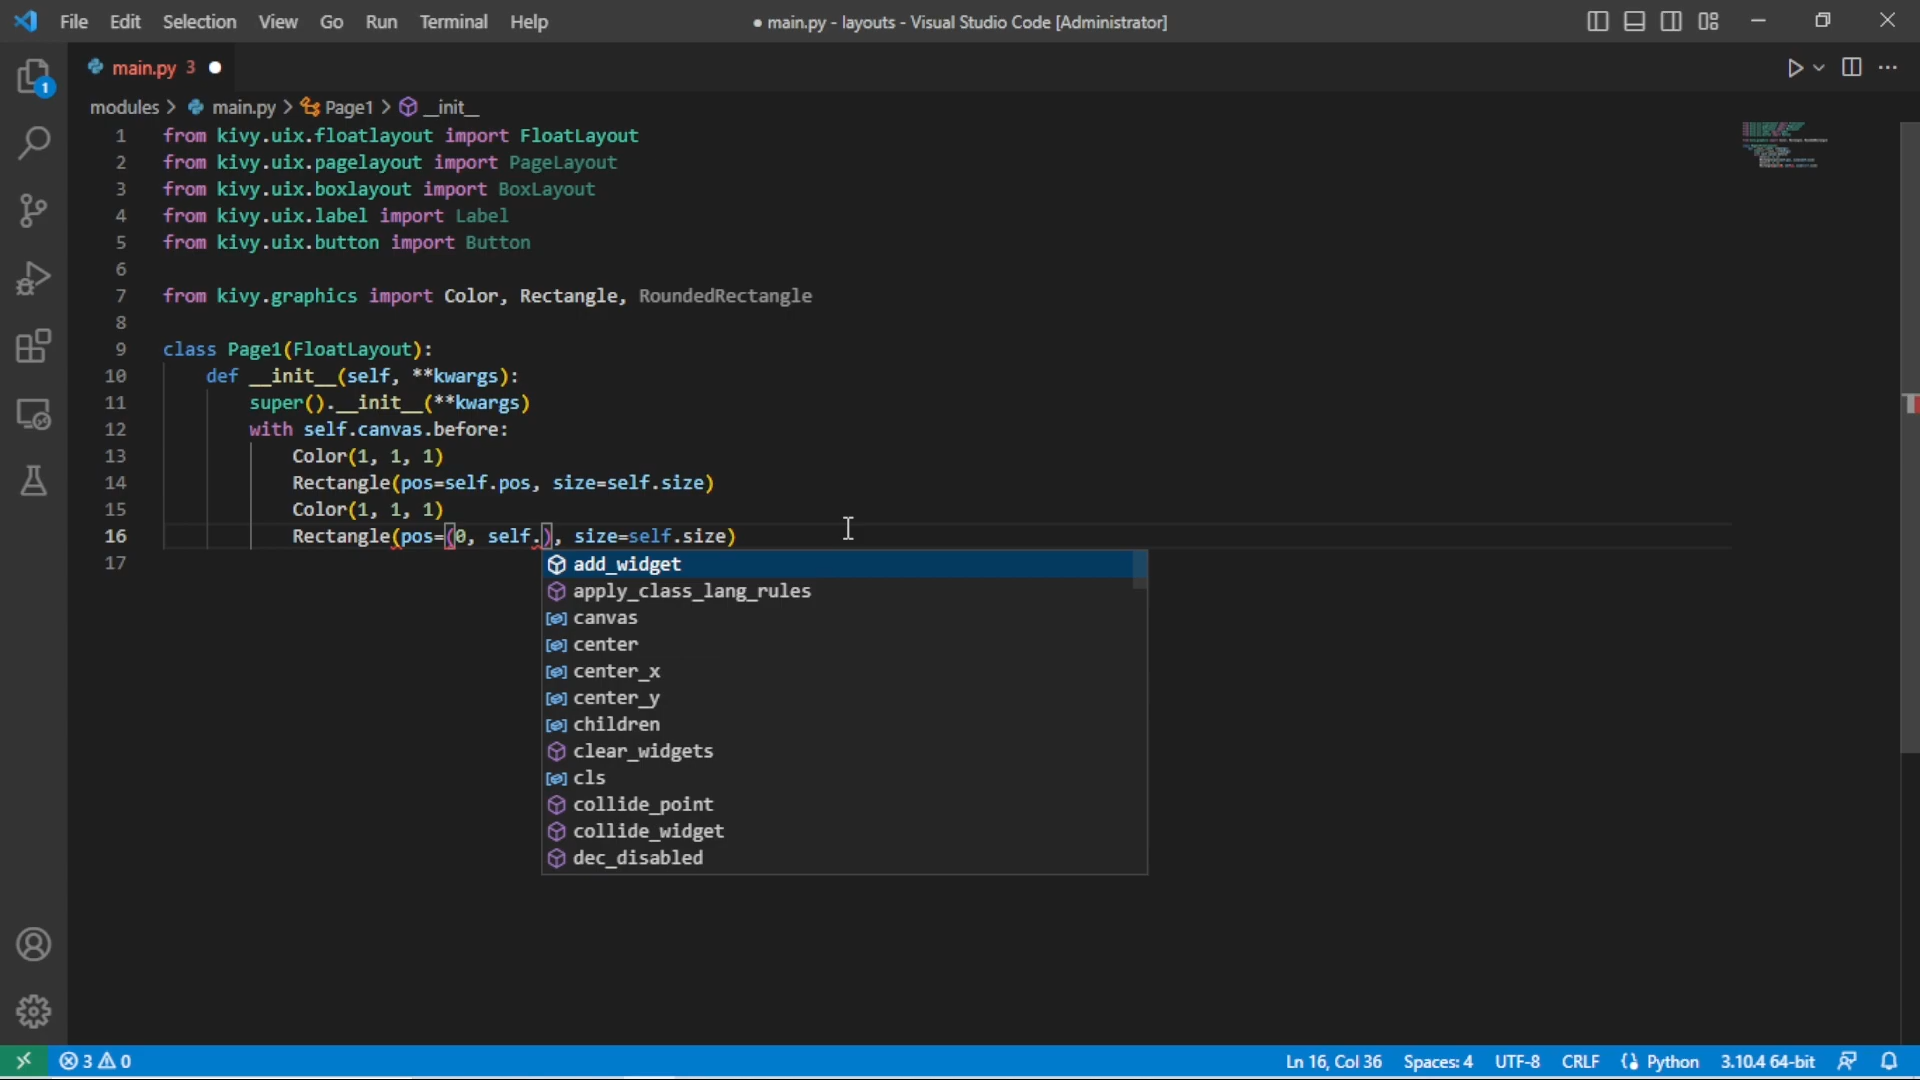 File Edit Selection View Go Run Terminal Help ● main.py - layouts - Visual Studio Code [Administrator]
main.py 3 ●
1
modules > main.py > Page1 > __init__
1 from kivy.uix.floatlayout import FloatLayout
2 from kivy.uix.pagelayout import PageLayout
3 from kivy.uix.boxlayout import BoxLayout
4 from kivy.uix.label import Label
5 from kivy.uix.button import Button
6
7 from kivy.graphics import Color, Rectangle, RoundedRectangle
8
9 class Page1(FloatLayout):
10 def __init__(self, **kwargs):
11 super().__init__(**kwargs)
12 with self.canvas.before:
13 Color(1, 1, 1)
14 Rectangle(pos=self.pos, size=self.size)
15 Color(1, 1, 1)
16 Rectangle(pos=(0, self.), size=self.size)
17
add_widget
apply_class_lang_rules
canvas
center
center_x
center_y
children
clear_widgets
cls
collide_point
collide_widget
dec_disabled
3 0 Ln 16, Col 36 Spaces: 4 UTF-8 CRLF Python 3.10.4 64-bit